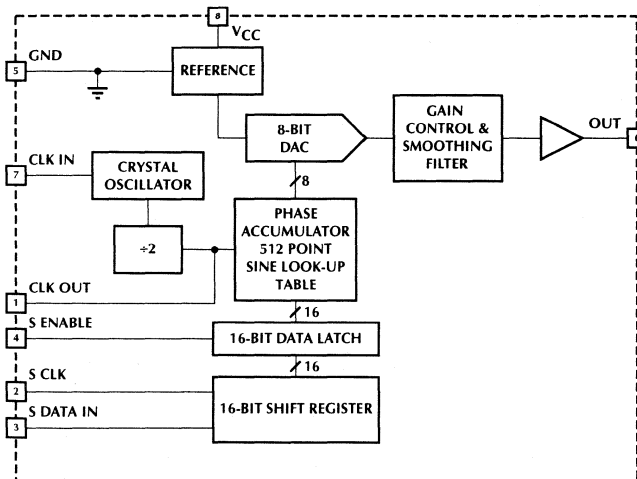 8
VCC
GND
5
REFERENCE
8-BIT
DAC
GAIN
CONTROL &
SMOOTHING
FILTER
OUT
CLK IN
7
CRYSTAL
OSCILLATOR
8
÷2
PHASE
ACCUMULATOR
512 POINT
SINE LOOK-UP
TABLE
CLK OUT
1
16
S ENABLE
4
16-BIT DATA LATCH
16
S CLK
2
16-BIT SHIFT REGISTER
S DATA IN
3